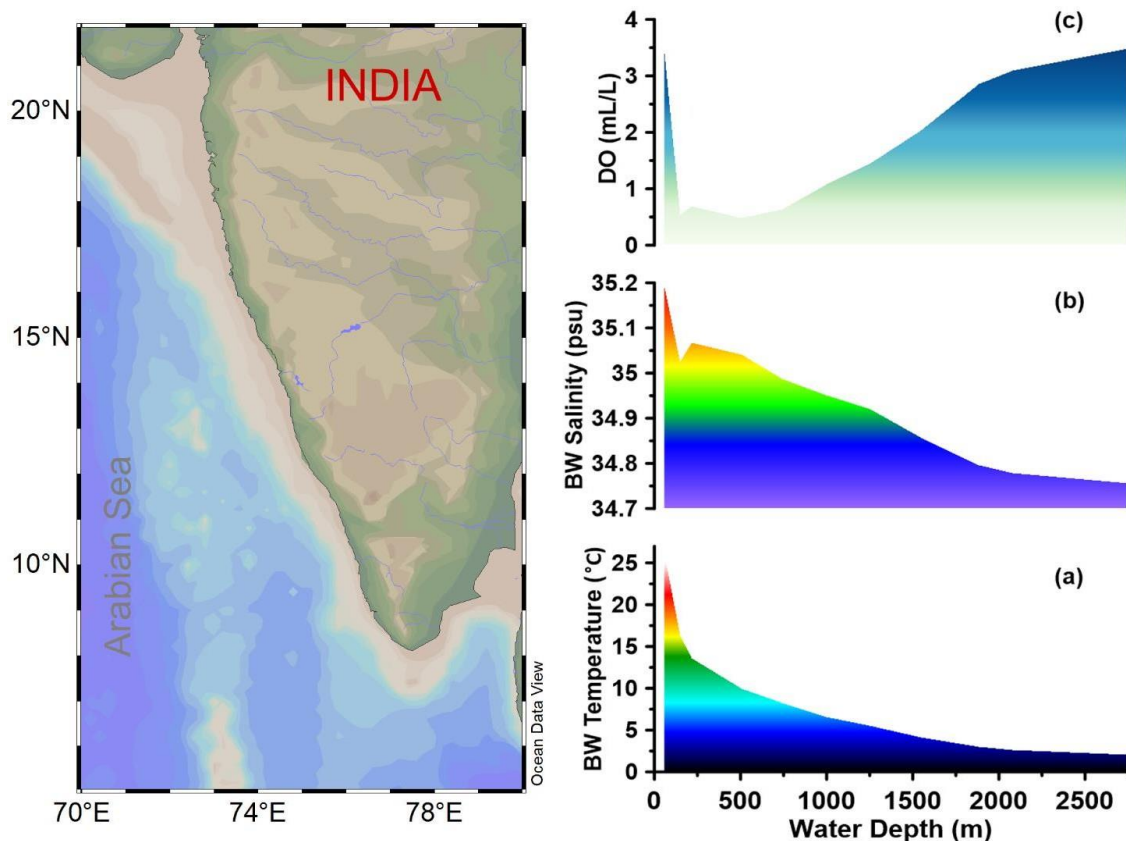 INDIA
Arabian Sea
20°N
15°N
10°N
70°E
74°E
78°E
Ocean Data View
(c)
DO (mL/L)
4
3
2
1
0
(b)
BW Salinity (psu)
35.2
35.1
35
34.9
34.8
34.7
(a)
BW Temperature (°C)
25
20
15
10
5
0
0 500 1000 1500 2000 2500
Water Depth (m)